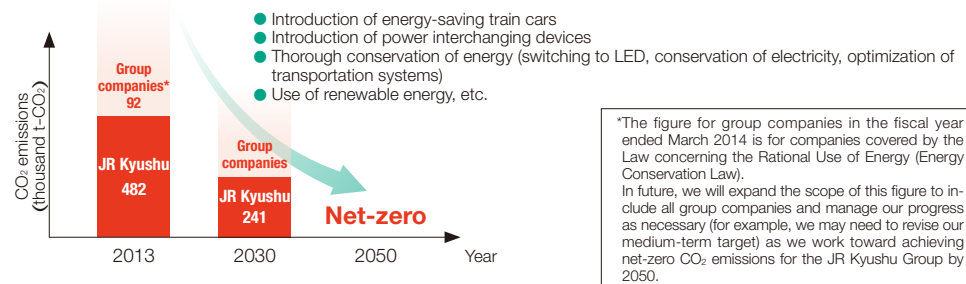 ● Introduction of energy-saving train cars
● Introduction of power interchanging devices
● Thorough conservation of energy (switching to LED, conservation of electricity, optimization of
transportation systems)
● Use of renewable energy, etc.
CO₂ emissions
(thousand t-CO₂)
Group
companies*
92
JR Kyushu
482
Group
companies
JR Kyushu
241
Net-zero
2013
2030
2050
Year
*The figure for group companies in the fiscal year
ended March 2014 is for companies covered by the
Law concerning the Rational Use of Energy (Energy
Conservation Law).
In future, we will expand the scope of this figure to in-
clude all group companies and manage our progress
as necessary (for example, we may need to revise our
medium-term target) as we work toward achieving
net-zero CO₂ emissions for the JR Kyushu Group by
2050.